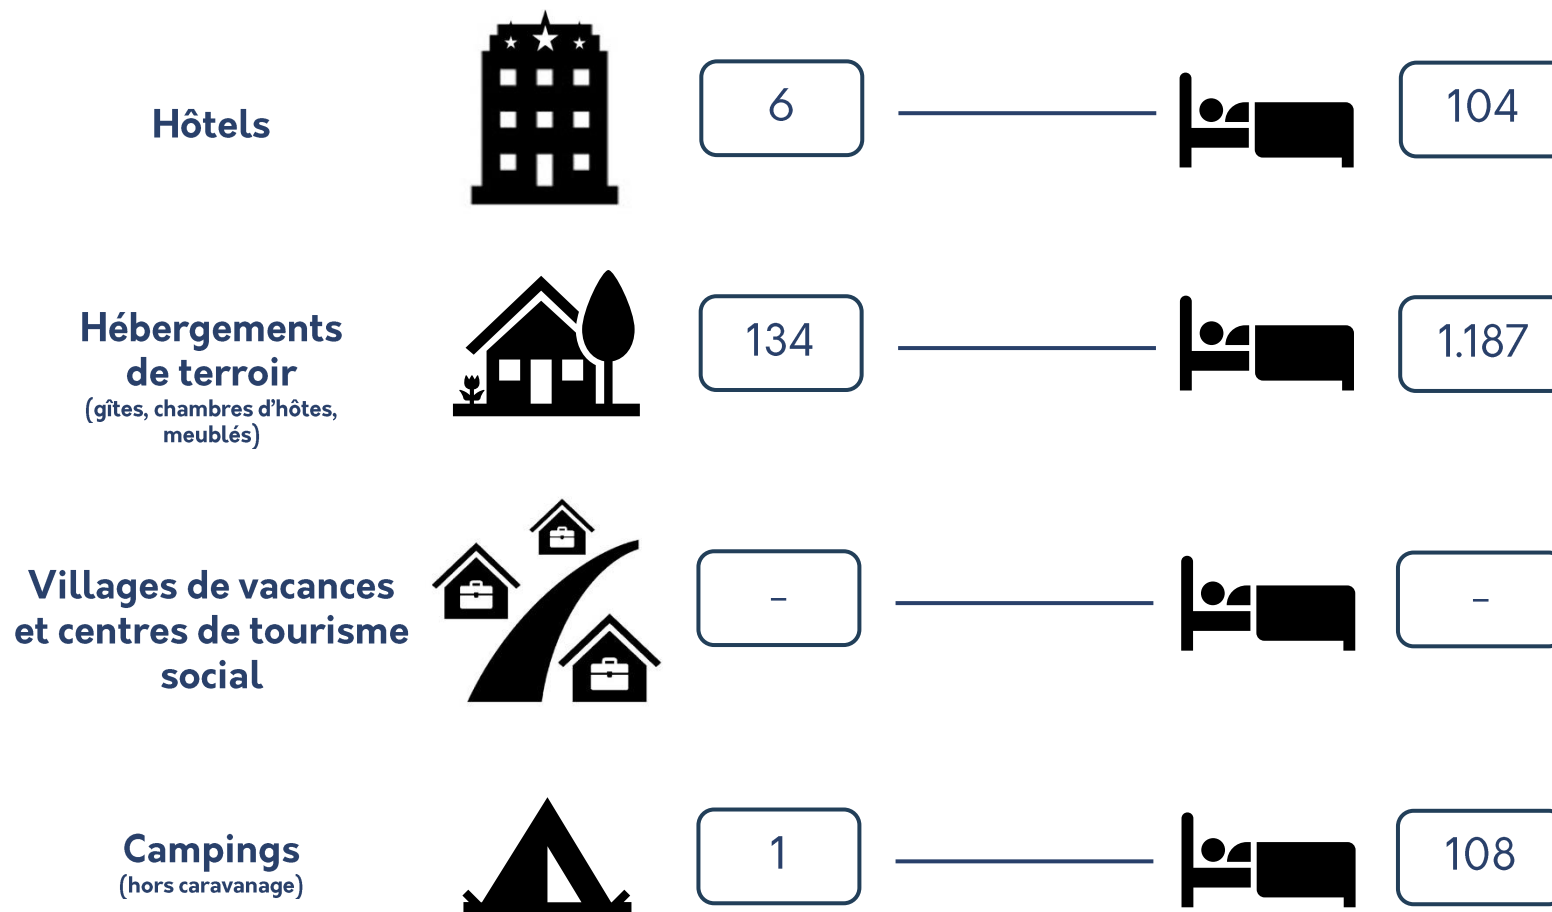 Hôtels
6
104
Hébergements
de terroir
(gîtes, chambres d'hôtes,
meublés)
134
1.187
Villages de vacances
et centres de tourisme
social
–
–
Campings
(hors caravanage)
1
108